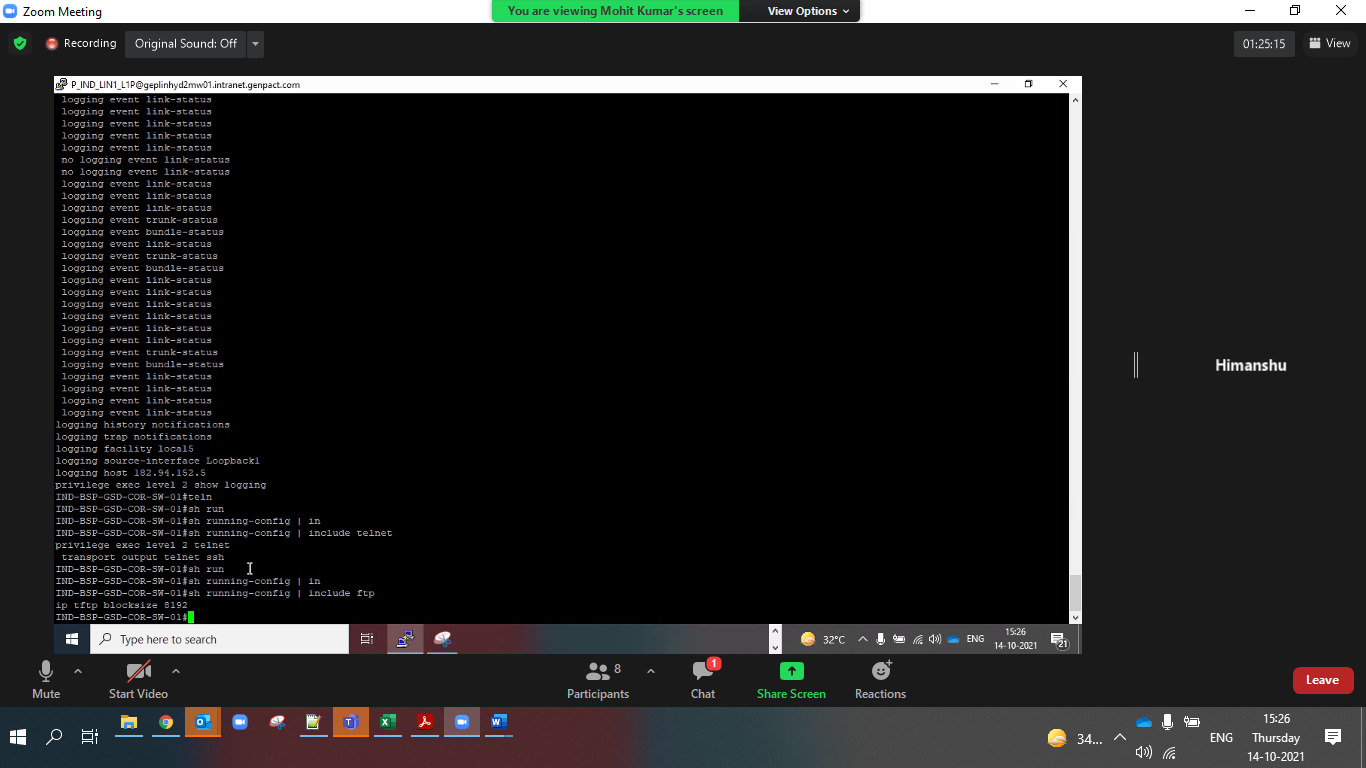 Zoom Meeting
You are viewing Mohit Kumar's screen
View Options
Recording
Original Sound: Off
01:25:15
View
P_IND_LIN1_L1P@geplinhyd2mw01.intranet.genpact.com
logging event link-status
logging event link-status
logging event link-status
logging event link-status
logging event link-status
no logging event link-status
no logging event link-status
logging event link-status
logging event link-status
logging event link-status
logging event trunk-status
logging event bundle-status
logging event link-status
logging event trunk-status
logging event bundle-status
logging event link-status
logging event link-status
logging event link-status
logging event link-status
logging event link-status
logging event link-status
logging event trunk-status
logging event bundle-status
logging event link-status
logging event link-status
logging event link-status
logging event link-status
logging history notifications
logging trap notifications
logging facility local5
logging source-interface Loopback1
logging host 182.94.152.5
privilege exec level 2 show logging
IND-BSP-GSD-COR-SW-01#teln
IND-BSP-GSD-COR-SW-01#sh run
IND-BSP-GSD-COR-SW-01#sh running-config | in
IND-BSP-GSD-COR-SW-01#sh running-config | include telnet
privilege exec level 2 telnet
transport output telnet ssh
IND-BSP-GSD-COR-SW-01#sh run
IND-BSP-GSD-COR-SW-01#sh running-config | in
IND-BSP-GSD-COR-SW-01#sh running-config | include ftp
ip tftp blocksize 8192
IND-BSP-GSD-COR-SW-01#
Himanshu
Type here to search
32°C
ENG
15:26
14-10-2021
21
Mute
Start Video
8
Participants
1
Chat
Share Screen
Reactions
Leave
34...
ENG
15:26
Thursday
14-10-2021